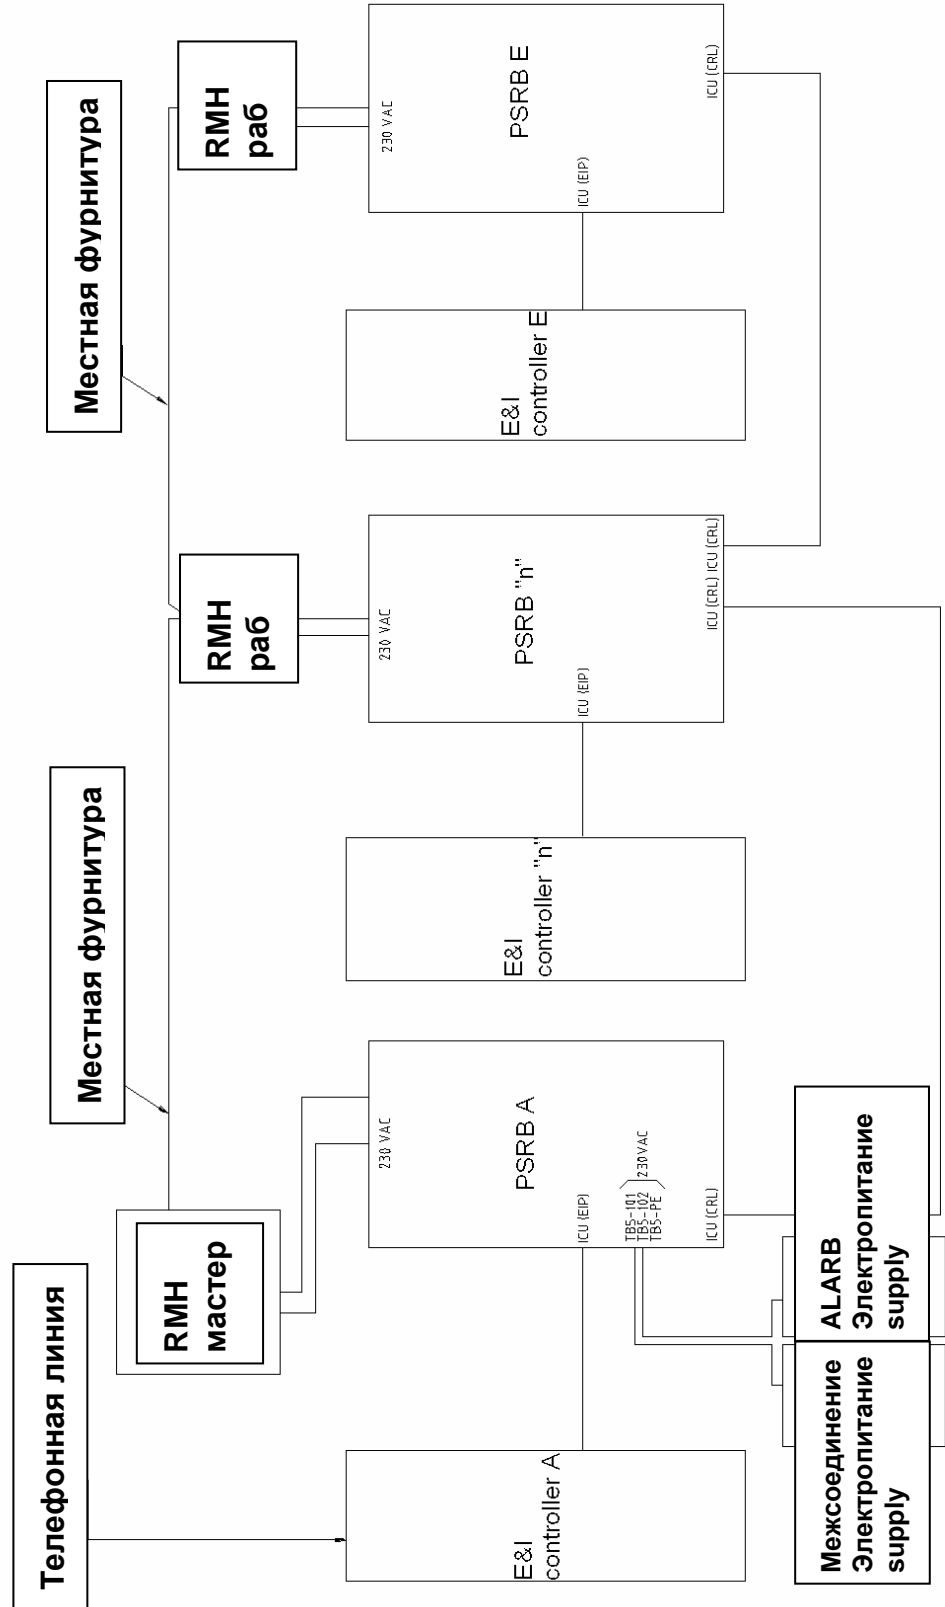 Телефонная линия
Местная фурнитура
Местная фурнитура
RMH
мастер
RMH
раб
RMH
раб
230 VAC
230 VAC
230 VAC
E&I
controller A
PSRB A
E&I
controller "n"
PSRB "n"
E&I
controller E
PSRB E
ICU (EIP)
ICU (EIP)
ICU (EIP)
TB5-101
TB5-102
TB5-PE
230VAC
ICU (CRL)
ICU (CRL) ICU (CRL)
ICU (CRL)
Межсоединение
Электропитание
supply
ALARB
Электропитание
supply